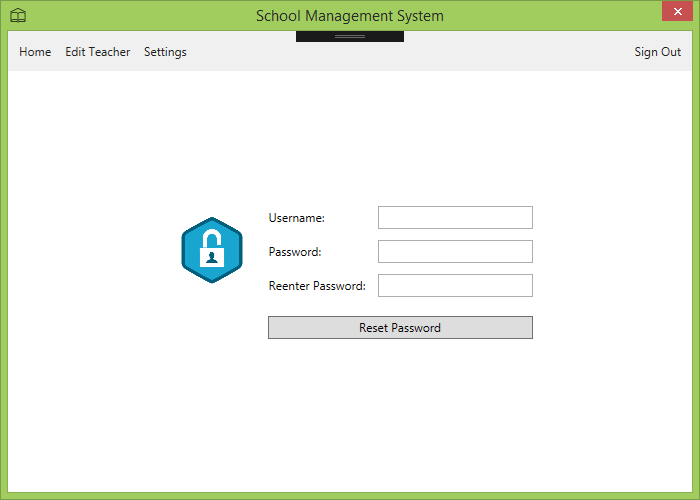 School Management System
Home Edit Teacher Settings Sign Out
Username:
Password:
Reenter Password:
Reset Password